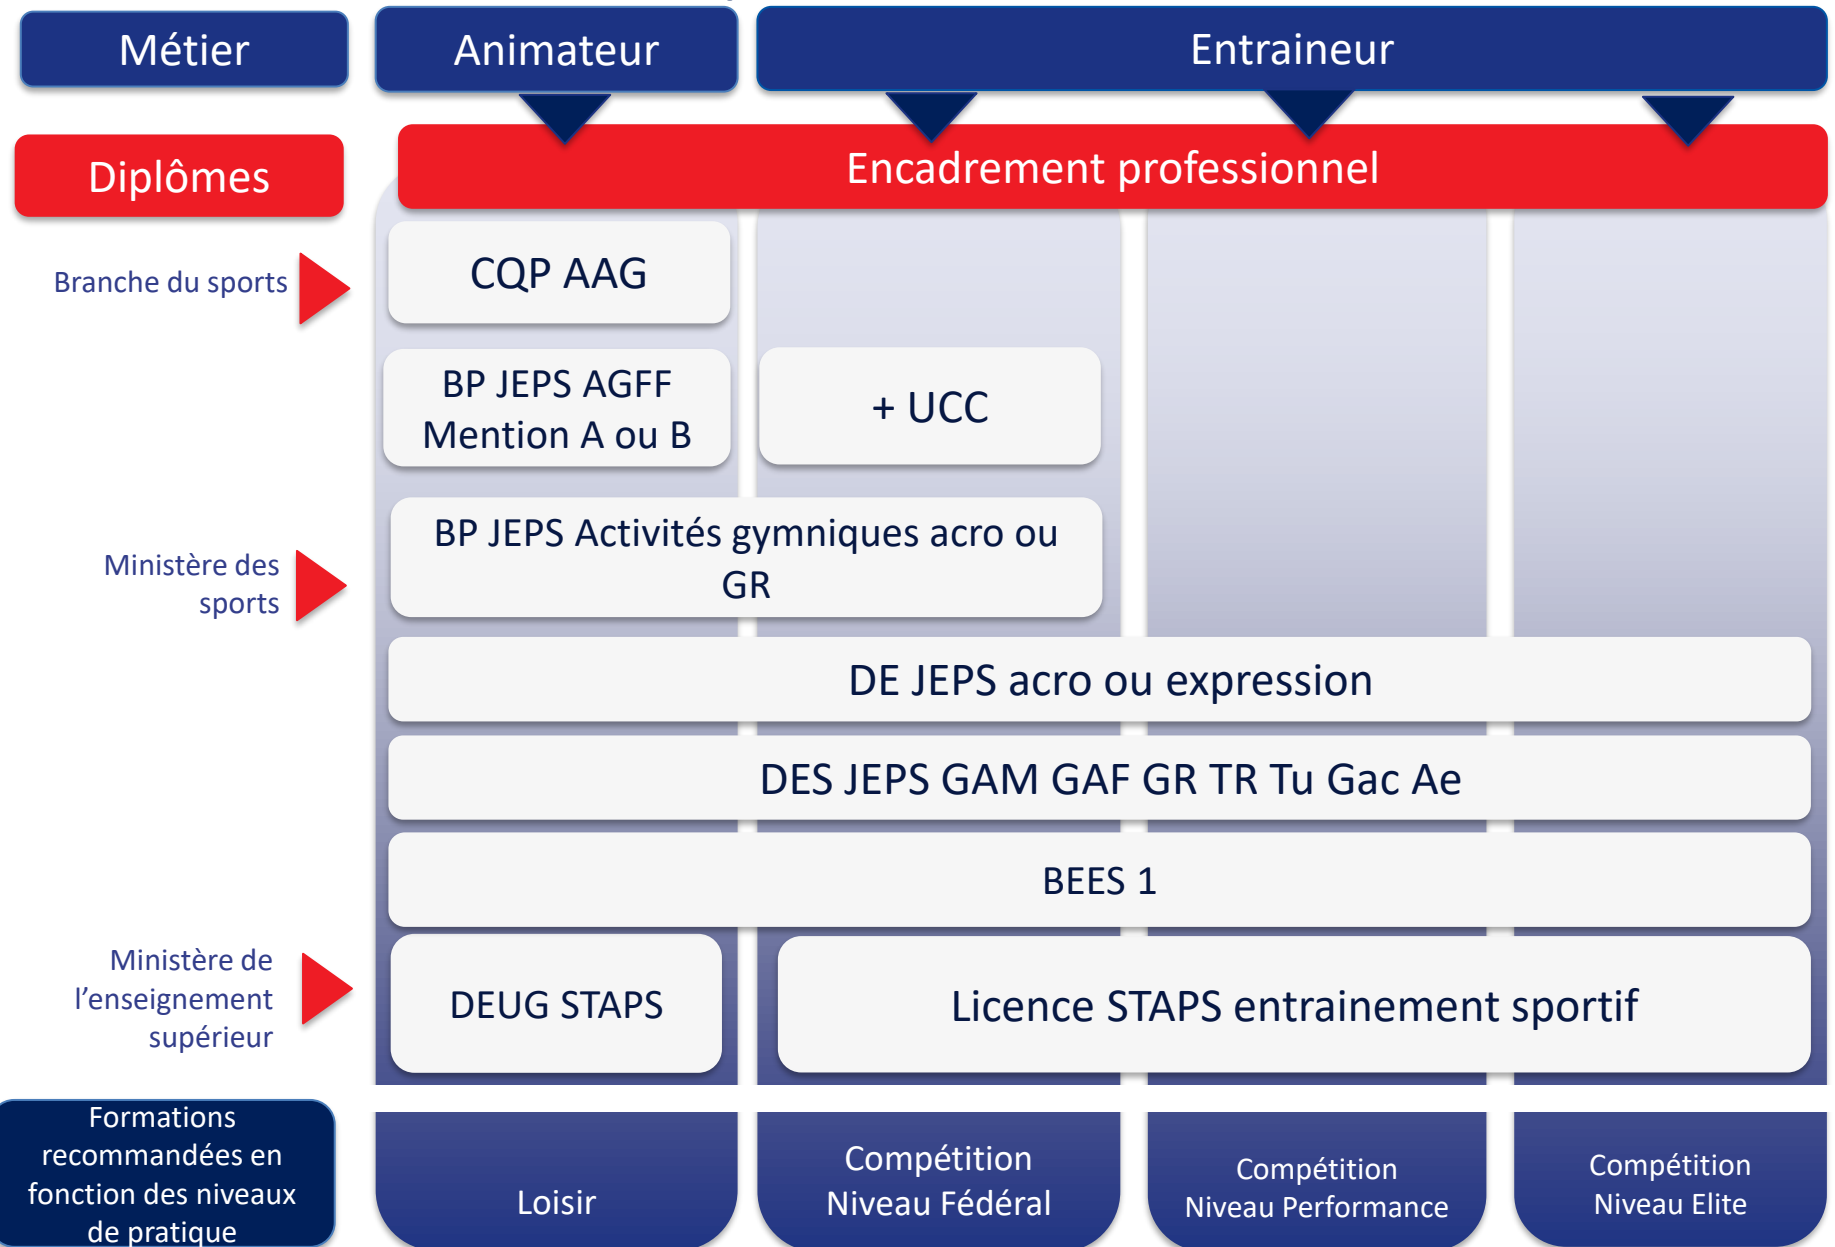 Métier
Animateur
Entraineur
Diplômes
Encadrement professionnel
Branche du sports
CQP AAG
BP JEPS AGFF
Mention A ou B
+ UCC
Ministère des
sports
BP JEPS Activités gymniques acro ou
GR
DE JEPS acro ou expression
DES JEPS GAM GAF GR TR Tu Gac Ae
BEES 1
Ministère de
l’enseignement
supérieur
DEUG STAPS
Licence STAPS entrainement sportif
Formations
recommandées en
fonction des niveaux
de pratique
Loisir
Compétition
Niveau Fédéral
Compétition
Niveau Performance
Compétition
Niveau Elite